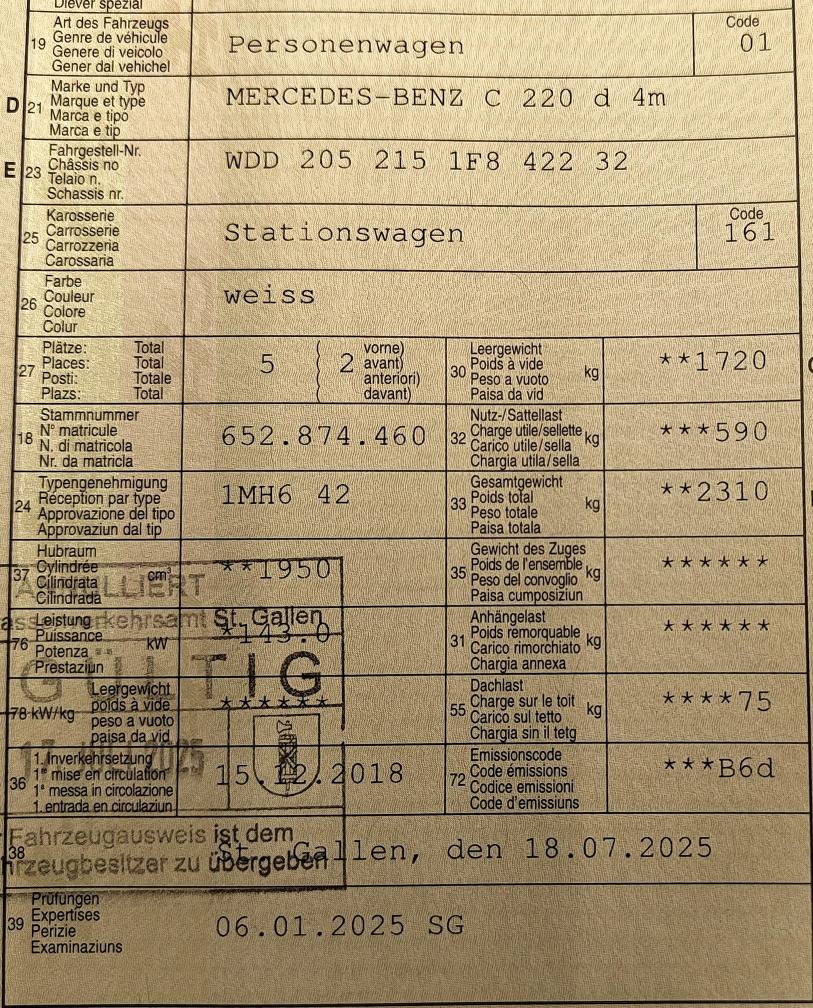 Diever spezial
19 Art des Fahrzeugs
Genre de véhicule
Genere di veicolo
Gener dal vehichel
Personenwagen
Code
01
D 21 Marke und Typ
Marque et type
Marca e tipo
Marca e tip
MERCEDES-BENZ C 220 d 4m
E 23 Fahrgestell-Nr.
Châssis no
Telaio n.
Schassis nr.
WDD 205 215 1F8 422 32
25 Karosserie
Carrosserie
Carrozzeria
Carossaria
Stationswagen
Code
161
26 Farbe
Couleur
Colore
Colur
weiss
27 Plätze: Total
Places: Total
Posti: Totale
Plazs: Total
5 ( 2 vorne)
avant)
anteriori)
davant)
30 Leergewicht
Poids à vide
Peso a vuoto
Paisa da vid
kg
**1720
18 Stammnummer
N° matricule
N. di matricola
Nr. da matricla
652.874.460
32 Nutz-/Sattellast
Charge utile/sellette
Carico utile/sella
Chargia utila/sella
kg
***590
24 Typengenehmigung
Réception par type
Approvazione del tipo
Approvaziun dal tip
1MH6 42
33 Gesamtgewicht
Poids total
Peso totale
Paisa totala
kg
**2310
37 Hubraum
Cylindrée
Cilindrata
Cilindrada
cm³
**1950
35 Gewicht des Zuges
Poids de l'ensemble
Peso del convoglio
Paisa cumposiziun
kg
******
76 Leistung
Puissance
Potenza
Prestaziun
kW
*143.0
31 Anhängelast
Poids remorquable
Carico rimorchiato
Chargia annexa
kg
******
78 kW/kg Leergewicht
poids à vide
peso a vuoto
paisa da vid
******
55 Dachlast
Charge sur le toit
Carico sul tetto
Chargia sin il tetg
kg
****75
36 1. Inverkehrsetzung
1re mise en circulation
1a messa in circolazione
1. entrada en circulaziun
15.12.2018
72 Emissionscode
Code émissions
Codice emissioni
Code d'emissiuns
***B6d
St. Gallen
GÜLTIG
JULI 2025
Fahrzeugausweis ist dem
zu übergeben
38 St. Gallen, den 18.07.2025
39 Prüfungen
Expertises
Perizie
Examinaziuns
06.01.2025 SG